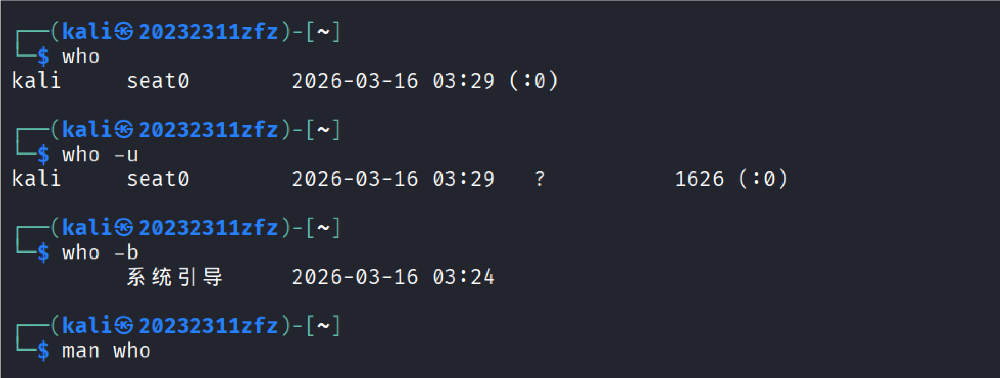 ┌──(kali㉿20232311zfz)-[~]
└─$ who
kali     seat0        2026-03-16 03:29 (:0)
┌──(kali㉿20232311zfz)-[~]
└─$ who -u
kali     seat0        2026-03-16 03:29   ?          1626 (:0)
┌──(kali㉿20232311zfz)-[~]
└─$ who -b
         系统引导     2026-03-16 03:24
┌──(kali㉿20232311zfz)-[~]
└─$ man who